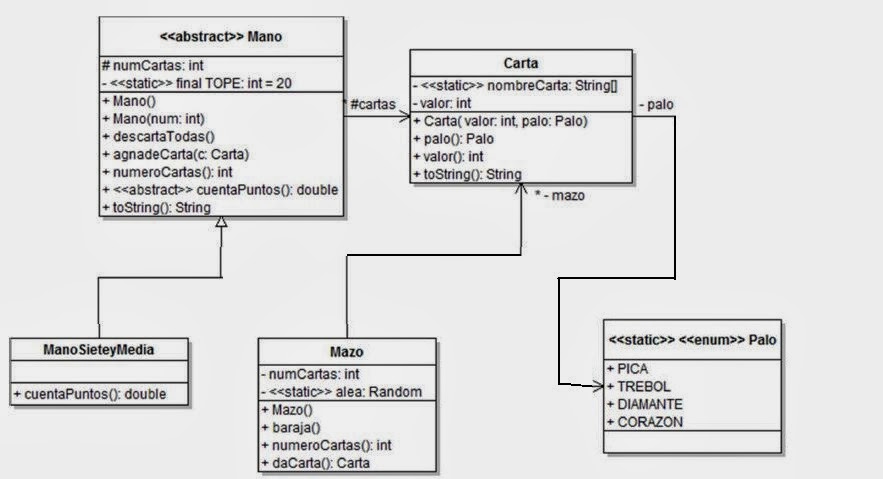 <<abstract>> Mano
# numCartas: int
- <<static>> final TOPE: int = 20
+ Mano()
+ Mano(num: int)
+ descartaTodas()
+ agnadeCarta(c: Carta)
+ numeroCartas(): int
+ <<abstract>> cuentaPuntos(): double
+ toString(): String
* #cartas
Carta
- <<static>> nombreCarta: String[]
- valor: int
+ Carta( valor: int, palo: Palo)
+ palo(): Palo
+ valor(): int
+ toString(): String
- palo
* - mazo
ManoSieteyMedia
+ cuentaPuntos(): double
Mazo
- numCartas: int
- <<static>> alea: Random
+ Mazo()
+ baraja()
+ numeroCartas(): int
+ daCarta(): Carta
<<static>> <<enum>> Palo
+ PICA
+ TREBOL
+ DIAMANTE
+ CORAZON